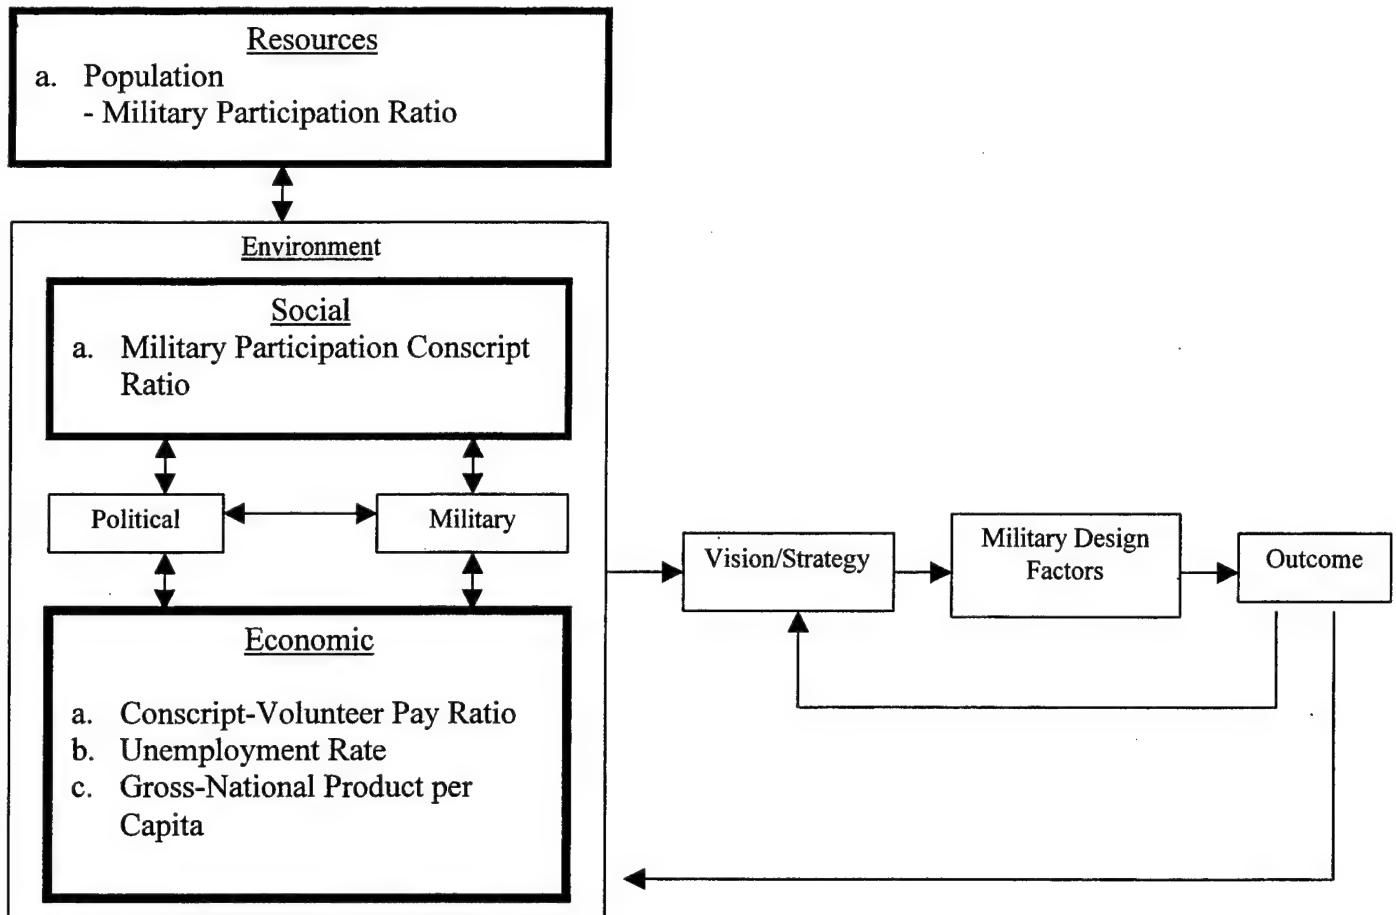 Resources
a. Population
- Military Participation Ratio
Environment
Social
a. Military Participation Conscript
Ratio
Political
Military
Economic
a. Conscript-Volunteer Pay Ratio
b. Unemployment Rate
c. Gross-National Product per
Capita
Vision/Strategy
Military Design
Factors
Outcome